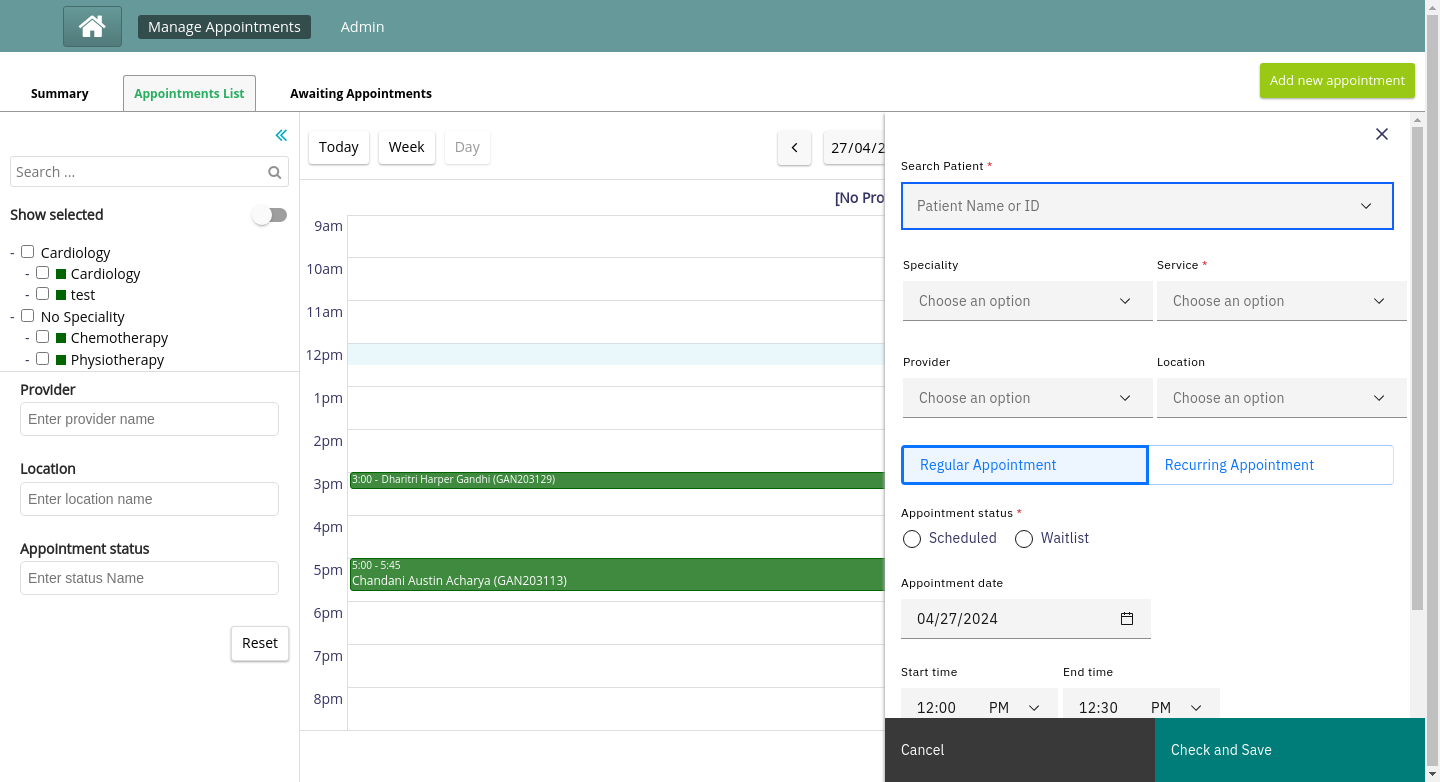 Manage Appointments
Admin
Summary
Appointments List
Awaiting Appointments
Add new appointment
Search ...
Show selected
- Cardiology
- Cardiology
- test
- No Speciality
- Chemotherapy
- Physiotherapy
Provider
Enter provider name
Location
Enter location name
Appointment status
Enter status Name
Reset
Today
Week
Day
27/04/2
[No Pro
9am
10am
11am
12pm
1pm
2pm
3pm
3:00 - Dharitri Harper Gandhi (GAN203129)
4pm
5pm
5:00 - 5:45
Chandani Austin Acharya (GAN203113)
6pm
7pm
8pm
Search Patient *
Patient Name or ID
Speciality
Service *
Choose an option
Choose an option
Provider
Location
Choose an option
Choose an option
Regular Appointment
Recurring Appointment
Appointment status *
Scheduled
Waitlist
Appointment date
04/27/2024
Start time
End time
12:00 PM
12:30 PM
Cancel
Check and Save